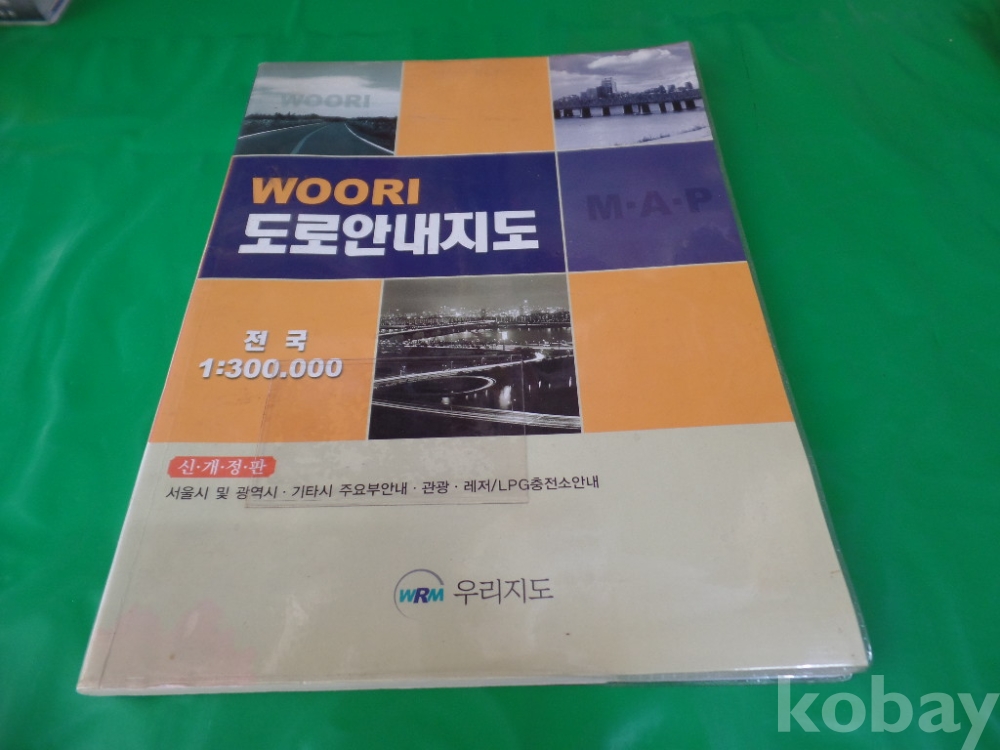 WOORI
WOORI
도로안내지도
M·A·P
전 국
1:300.000
신·개·정·판
서울시 및 광역시 · 기타시 주요부안내 · 관광 · 레저/LPG충전소안내
WRM 우리지도
kobay